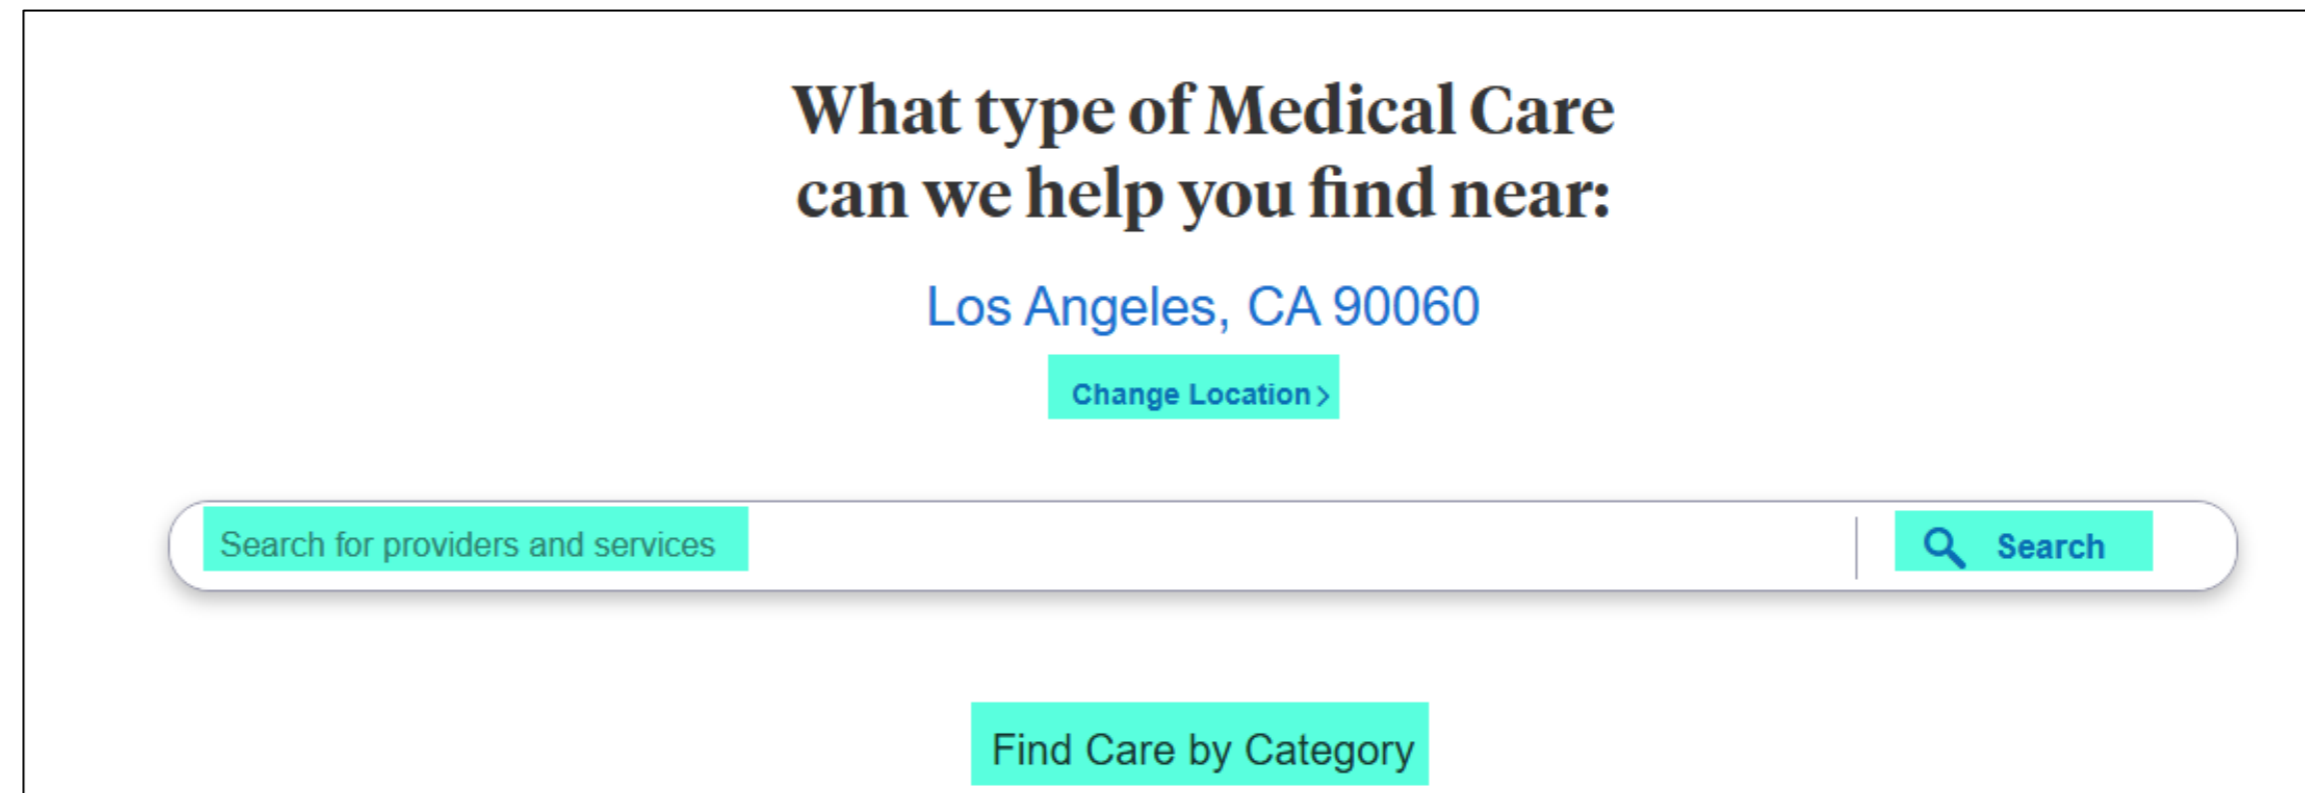 What type of Medical Care
can we help you find near:
Los Angeles, CA 90060
Change Location>
Search for providers and services
Search
Find Care by Category